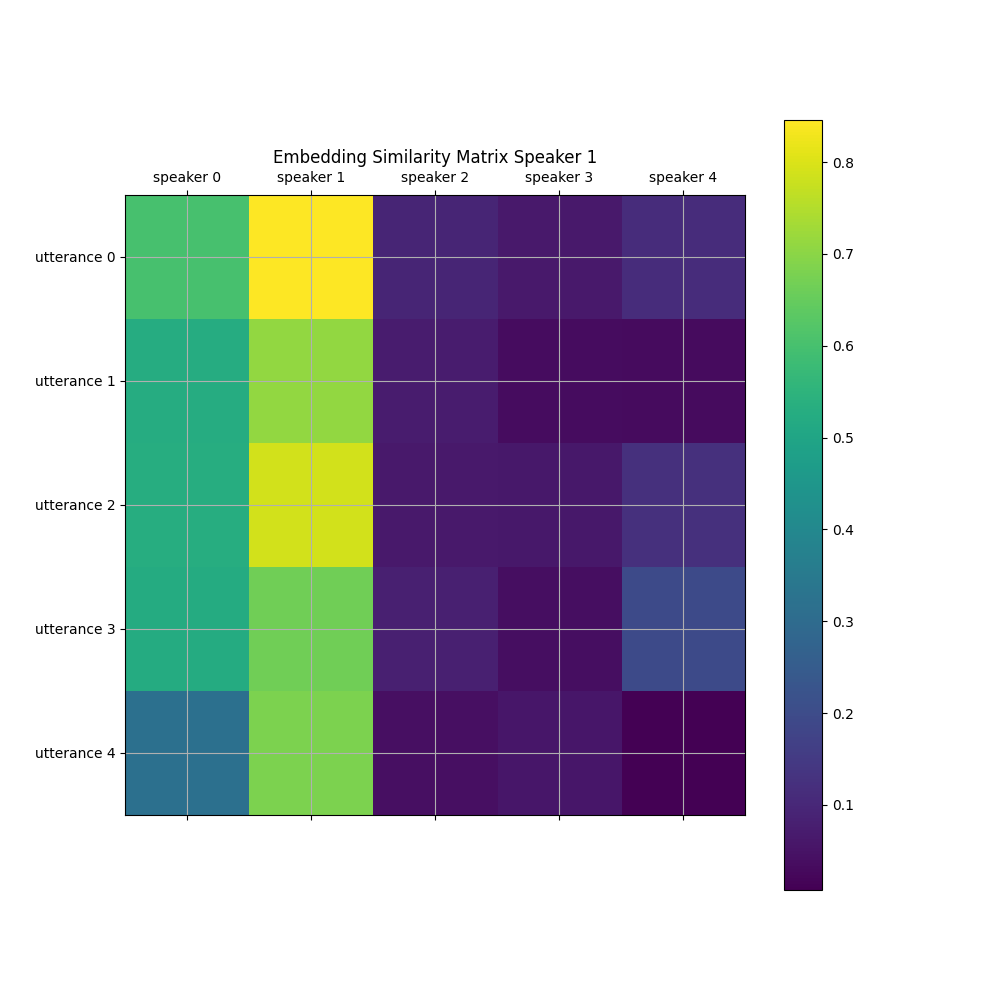 Embedding Similarity Matrix Speaker 1
speaker 0 speaker 1 speaker 2 speaker 3 speaker 4
utterance 0
utterance 1
utterance 2
utterance 3
utterance 4
0.8
0.7
0.6
0.5
0.4
0.3
0.2
0.1